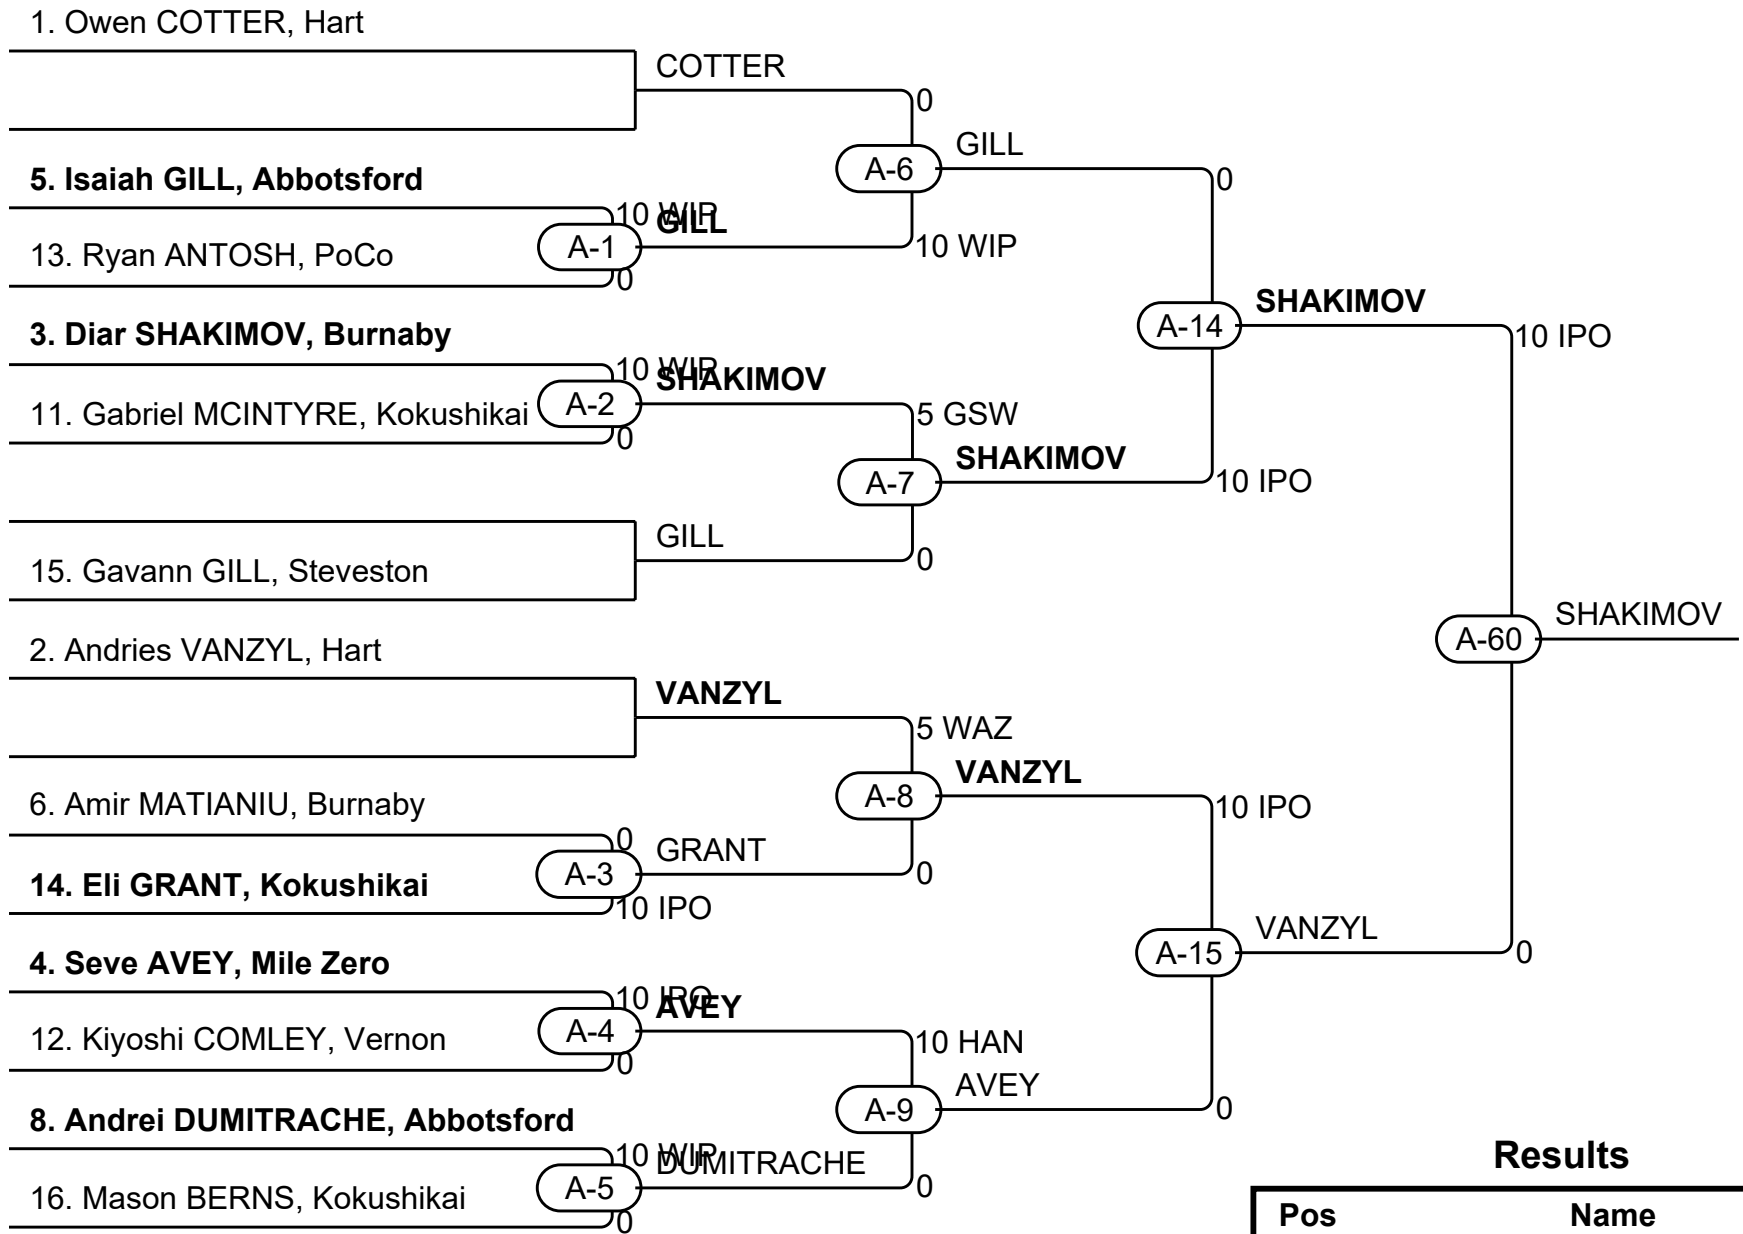 1. Owen COTTER, Hart
COTTER
0
GILL
A-6
0
5. Isaiah GILL, Abbotsford
10 WIP
GILL
A-1
10 WIP
13. Ryan ANTOSH, PoCo
0
SHAKIMOV
A-14
10 IPO
3. Diar SHAKIMOV, Burnaby
10 WIP
SHAKIMOV
A-2
5 GSW
11. Gabriel MCINTYRE, Kokushikai
0
SHAKIMOV
A-7
10 IPO
GILL
0
15. Gavann GILL, Steveston
SHAKIMOV
A-60
2. Andries VANZYL, Hart
VANZYL
5 WAZ
VANZYL
A-8
10 IPO
6. Amir MATIANIU, Burnaby
0
GRANT
A-3
0
14. Eli GRANT, Kokushikai
10 IPO
VANZYL
A-15
0
4. Seve AVEY, Mile Zero
10 IPO
AVEY
A-4
10 HAN
12. Kiyoshi COMLEY, Vernon
0
AVEY
A-9
0
8. Andrei DUMITRACHE, Abbotsford
10 WIP
DUMITRACHE
A-5
0
16. Mason BERNS, Kokushikai
0
Results
Pos Name